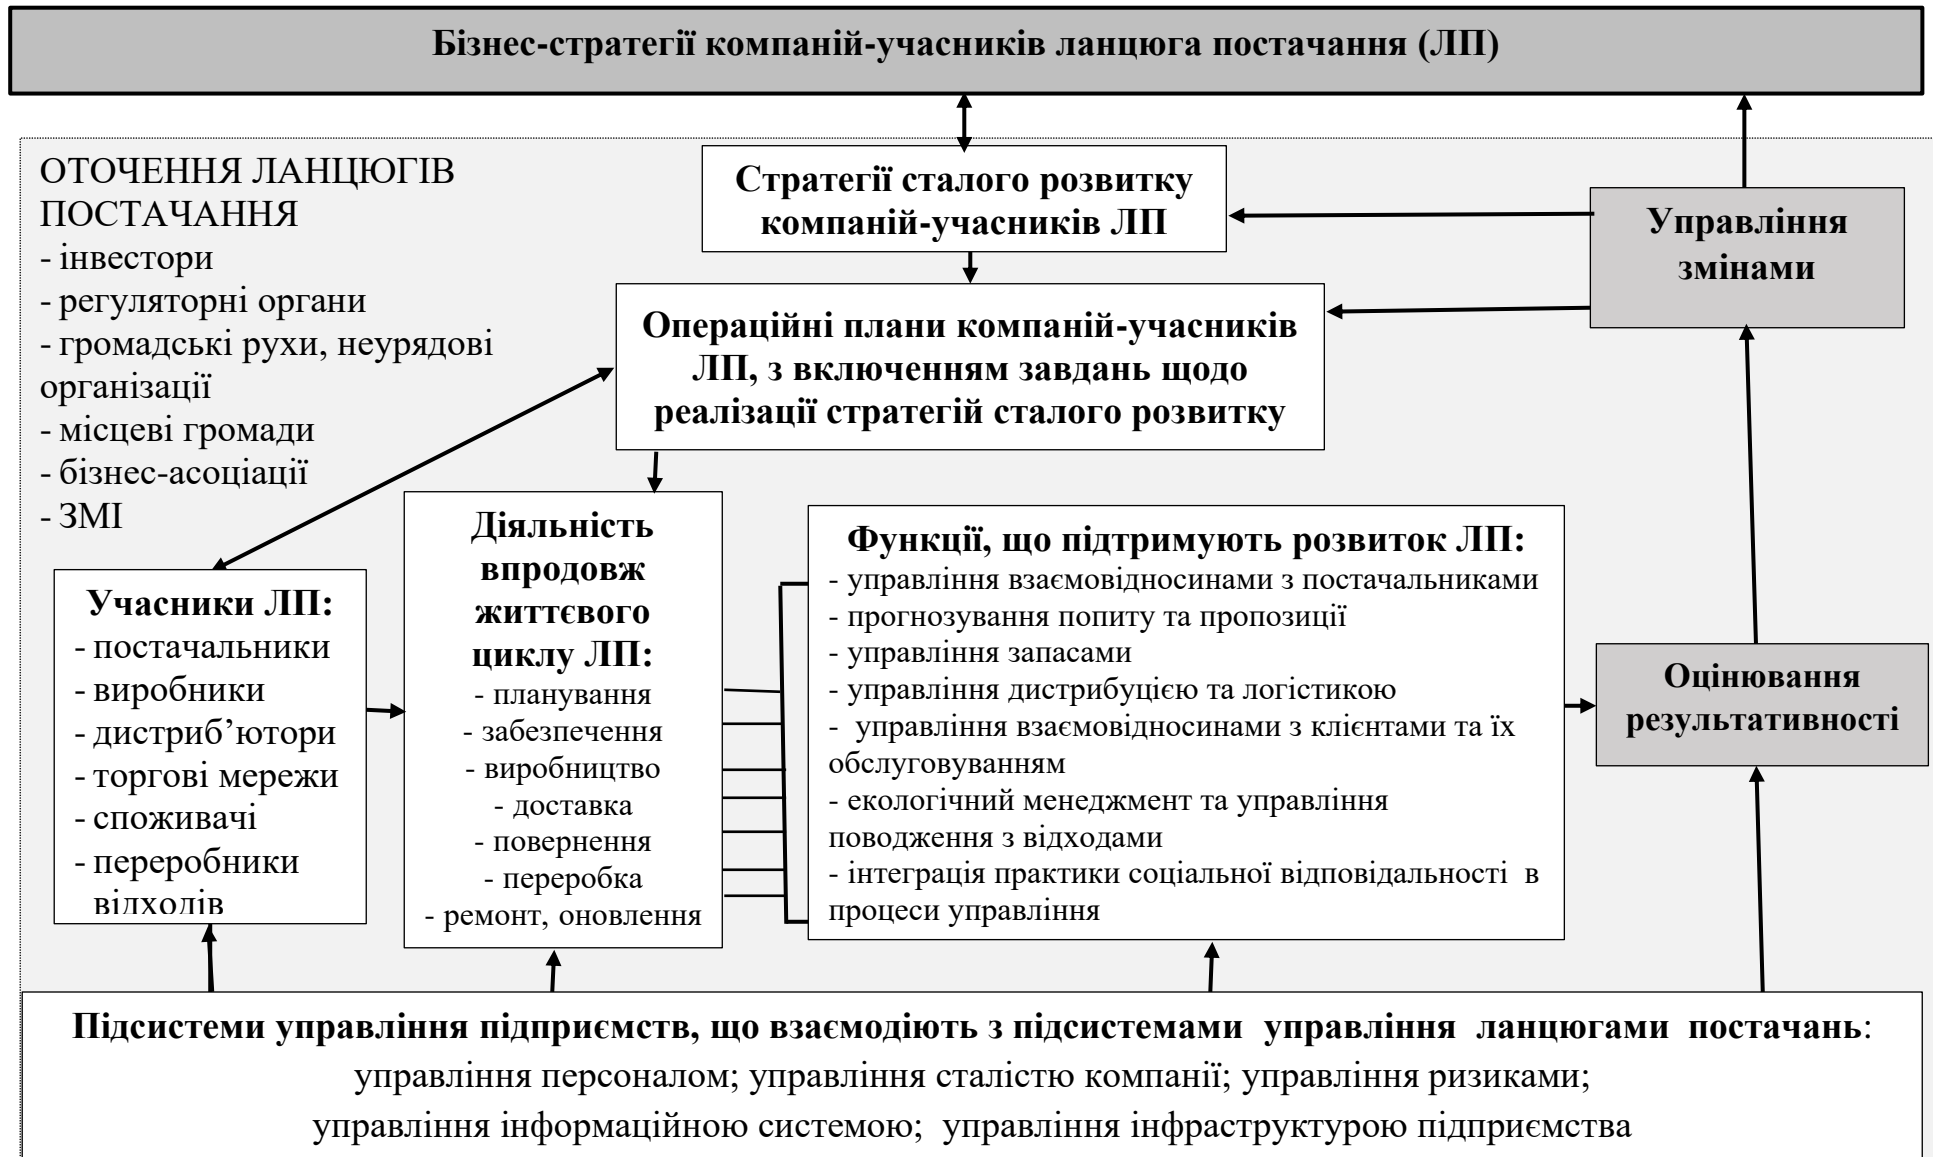 Бізнес-стратегії компаній-учасників ланцюга постачання (ЛП)
ОТОЧЕННЯ ЛАНЦЮГІВ
ПОСТАЧАННЯ
- інвестори
- регуляторні органи
- громадські рухи, неурядові
організації
- місцеві громади
- бізнес-асоціації
- ЗМІ
Стратегії сталого розвитку
компаній-учасників ЛП
Управління
змінами
Операційні плани компаній-учасників
ЛП, з включенням завдань щодо
реалізації стратегій сталого розвитку
Учасники ЛП:
- постачальники
- виробники
- дистриб’ютори
- торгові мережи
- споживачі
- переробники
відходів
Діяльність
впродовж
життєвого
циклу ЛП:
- планування
- забезпечення
- виробництво
- доставка
- повернення
- переробка
- ремонт, оновлення
Функції, що підтримують розвиток ЛП:
- управління взаємовідносинами з постачальниками
- прогнозування попиту та пропозиції
- управління запасами
- управління дистрибуцією та логістикою
- управління взаємовідносинами з клієнтами та їх
обслуговуванням
- екологічний менеджмент та управління
поводження з відходами
- інтеграція практики соціальної відповідальності в
процеси управління
Оцінювання
результативності
Підсистеми управління підприємств, що взаємодіють з підсистемами управління ланцюгами постачань:
управління персоналом; управління сталістю компанії; управління ризиками;
управління інформаційною системою; управління інфраструктурою підприємства